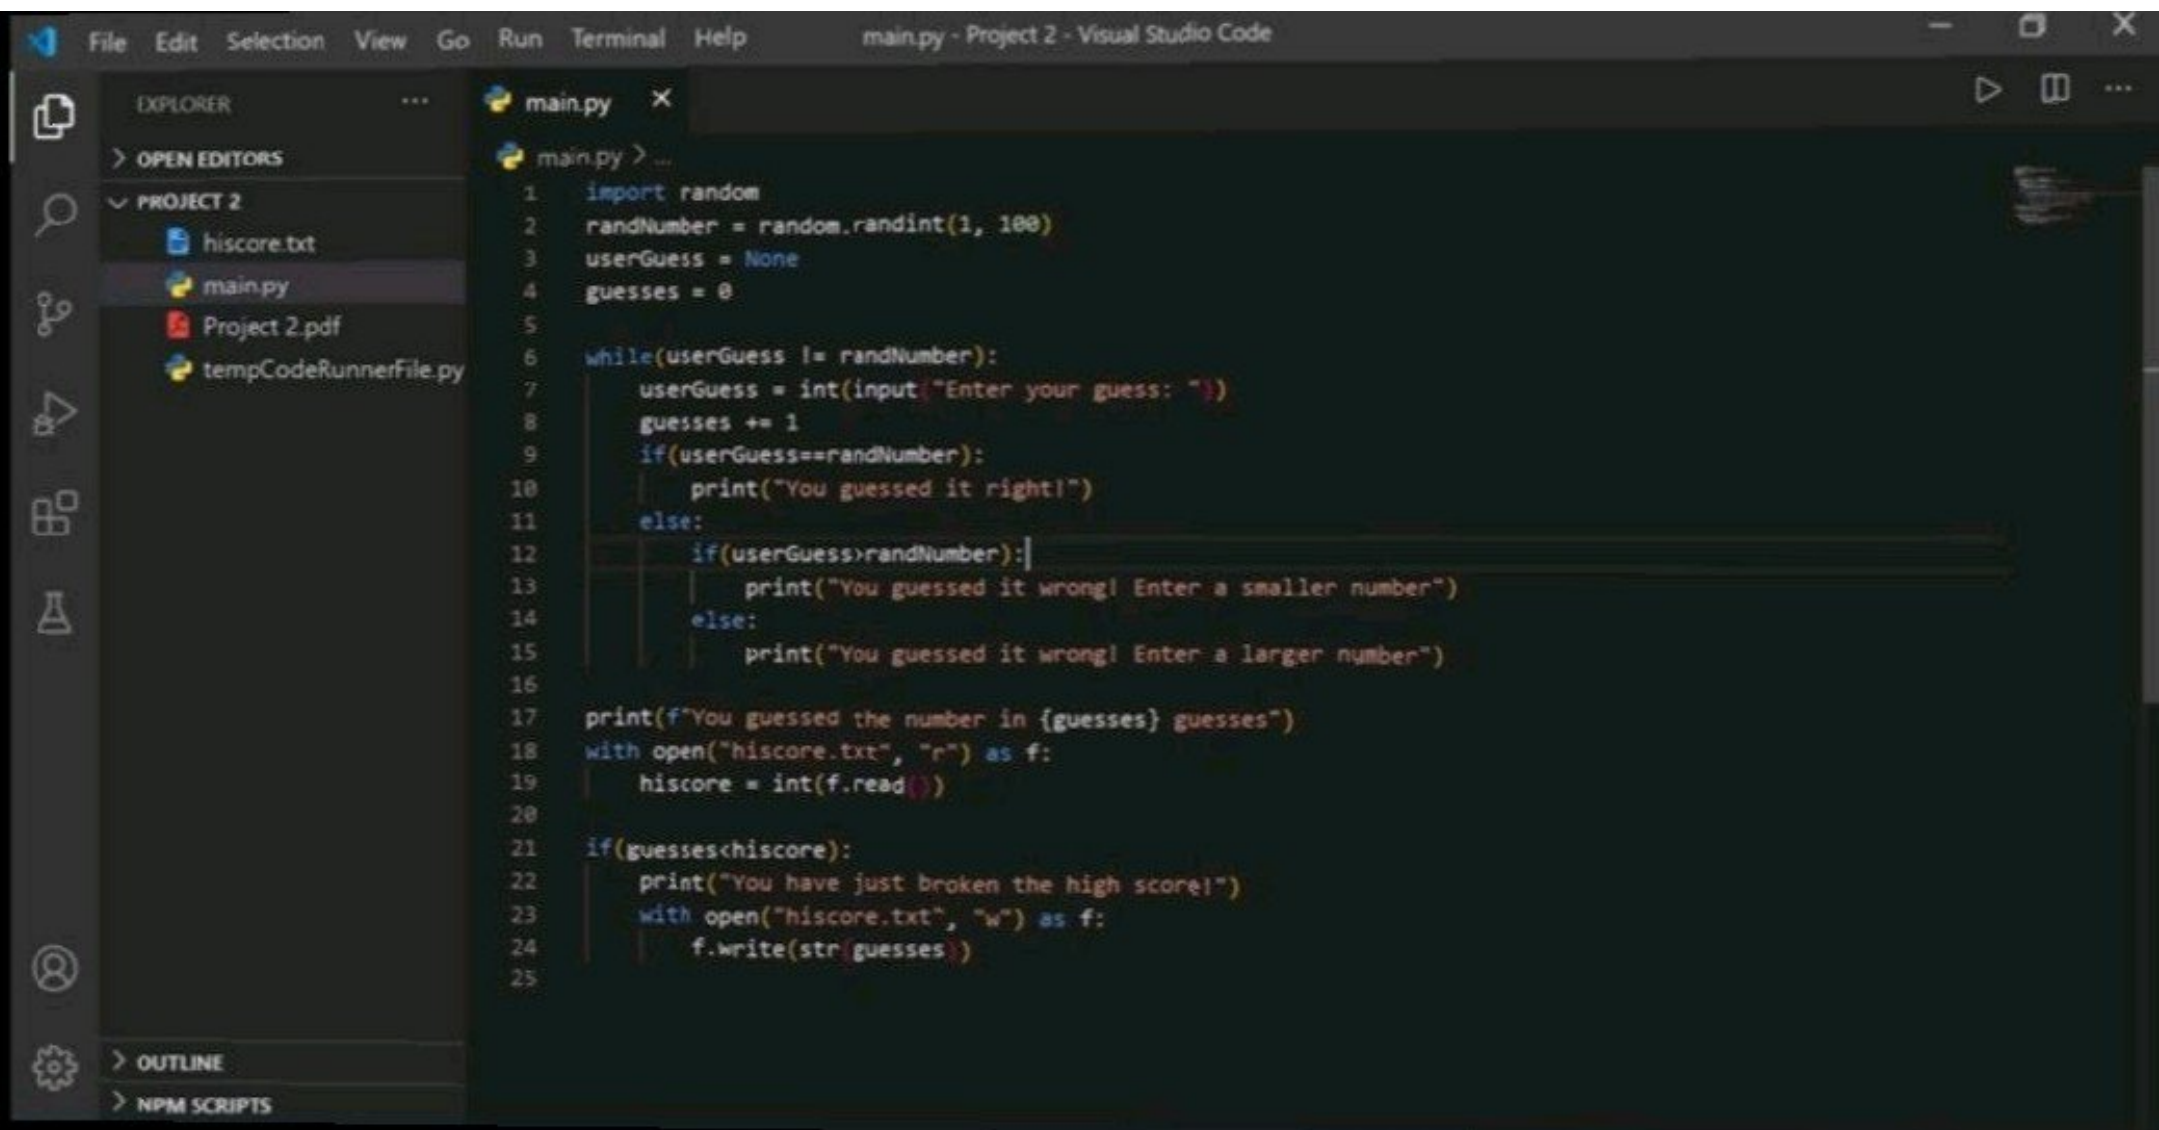 File Edit Selection View Go Run Terminal Help main.py - Project 2 - Visual Studio Code
EXPLORER ...
OPEN EDITORS
PROJECT 2
hiscore.txt
main.py
Project 2.pdf
tempCodeRunnerFile.py
OUTLINE
NPM SCRIPTS
main.py
main.py > ...
1 import random
2 randNumber = random.randint(1, 100)
3 userGuess = None
4 guesses = 0
5
6 while(userGuess != randNumber):
7     userGuess = int(input("Enter your guess: "))
8     guesses += 1
9     if(userGuess==randNumber):
10         print("You guessed it right!")
11     else:
12         if(userGuess>randNumber):
13             print("You guessed it wrong! Enter a smaller number")
14         else:
15             print("You guessed it wrong! Enter a larger number")
16
17 print(f"You guessed the number in {guesses} guesses")
18 with open("hiscore.txt", "r") as f:
19     hiscore = int(f.read())
20
21 if(guesses<hiscore):
22     print("You have just broken the high score!")
23     with open("hiscore.txt", "w") as f:
24         f.write(str(guesses))
25